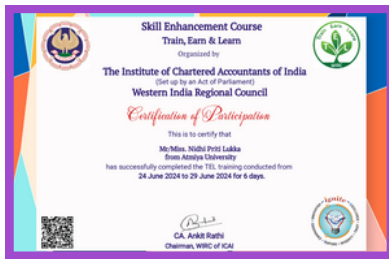 Skill Enhancement Course
Train, Earn & Learn
Organized by
The Institute of Chartered Accountants of India
(Set up by an Act of Parliament)
Western India Regional Council
Certification of Participation
This is to certify that
Mr/Miss. Nidhi Priti Lukka
from Atmiya University
has successfully completed the TEL training conducted from
24 June 2024 to 29 June 2024 for 6 days.
ignite
CA. Ankit Rathi
Chairman, WIRC of ICAI